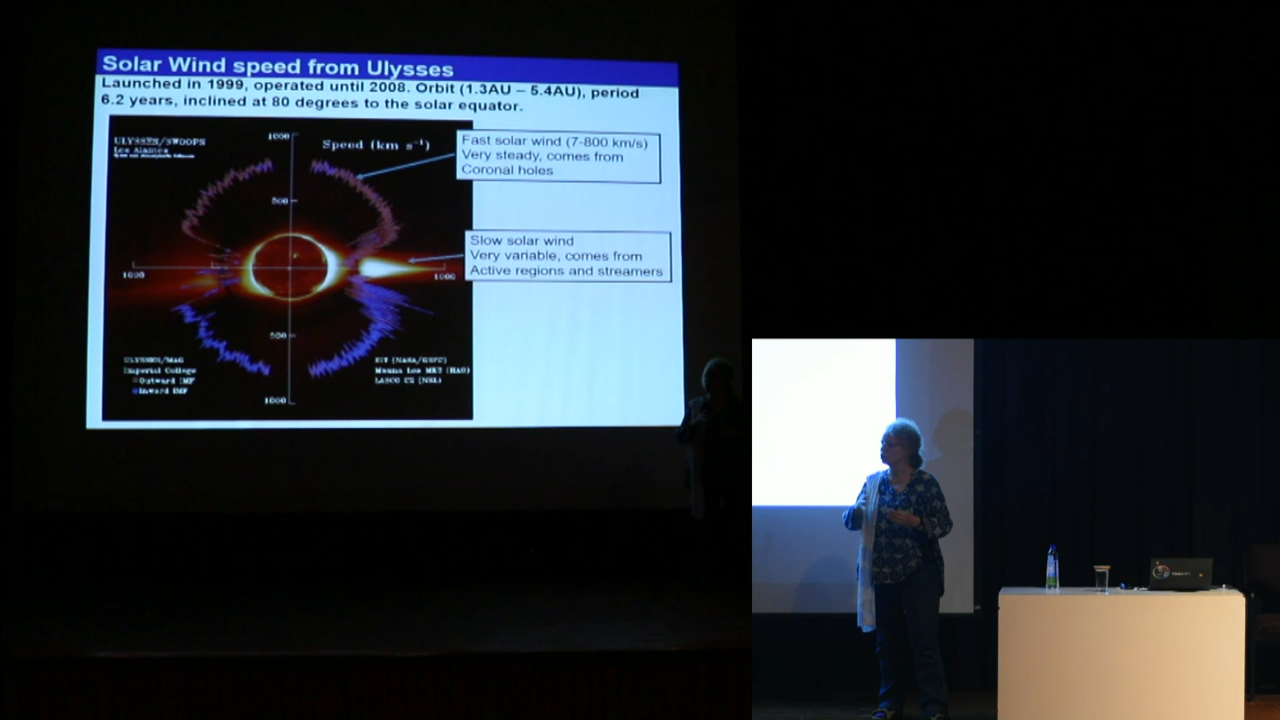 Solar Wind speed from Ulysses
Launched in 1999, operated until 2008. Orbit (1.3AU – 5.4AU), period
6.2 years, inclined at 80 degrees to the solar equator.
ULYSSES/SWOOPS
Los Alamos
Speed (km s⁻¹)
1000
500
1000
1000
500
1000
Fast solar wind (7-800 km/s)
Very steady, comes from
Coronal holes
Slow solar wind
Very variable, comes from
Active regions and streamers
ULYSSES/MAG
Imperial College
Outward IMF
Inward IMF
EIT (NASA/GSFC)
Mauna Loa MK3 (HAO)
LASCO C2 (NRL)